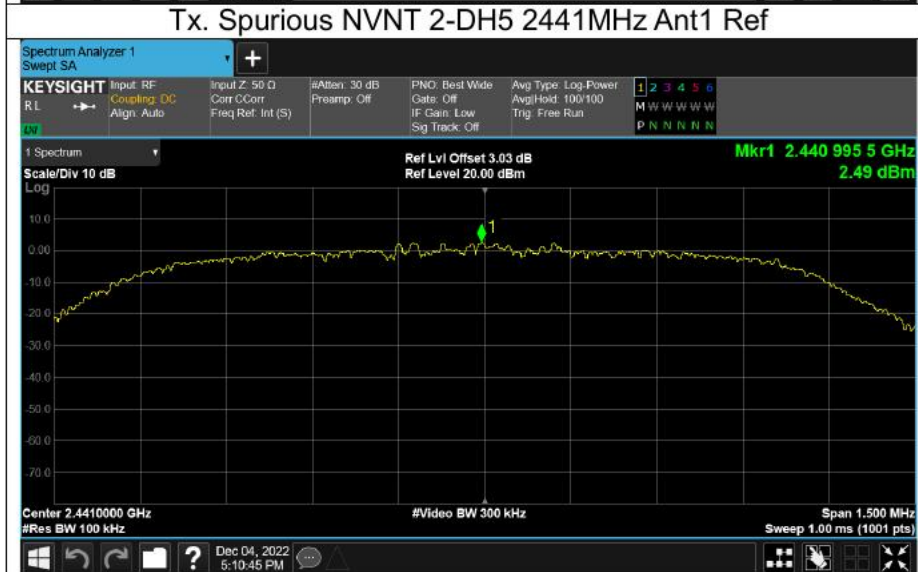 Tx. Spurious NVNT 2-DH5 2441MHz Ant1 Ref
Spectrum Analyzer 1
Swept SA
+
KEYSIGHT
RL
Input: RF
Coupling: DC
Align: Auto
Input Z: 50 Ω
Corr CCorr
Freq Ref: Int (S)
#Atten: 30 dB
Preamp: Off
PNO: Best Wide
Gate: Off
IF Gain: Low
Sig Track: Off
Avg Type: Log-Power
Avg|Hold: 100/100
Trig: Free Run
1 2 3 4 5 6
M W W W W W
P N N N N N
1 Spectrum
Scale/Div 10 dB
Log
Ref Lvl Offset 3.03 dB
Ref Level 20.00 dBm
Mkr1 2.440 995 5 GHz
2.49 dBm
1
10.0
0.00
-10.0
-20.0
-30.0
-40.0
-50.0
-60.0
-70.0
Center 2.4410000 GHz
#Res BW 100 kHz
#Video BW 300 kHz
Span 1.500 MHz
Sweep 1.00 ms (1001 pts)
?
Dec 04, 2022
5:10:45 PM